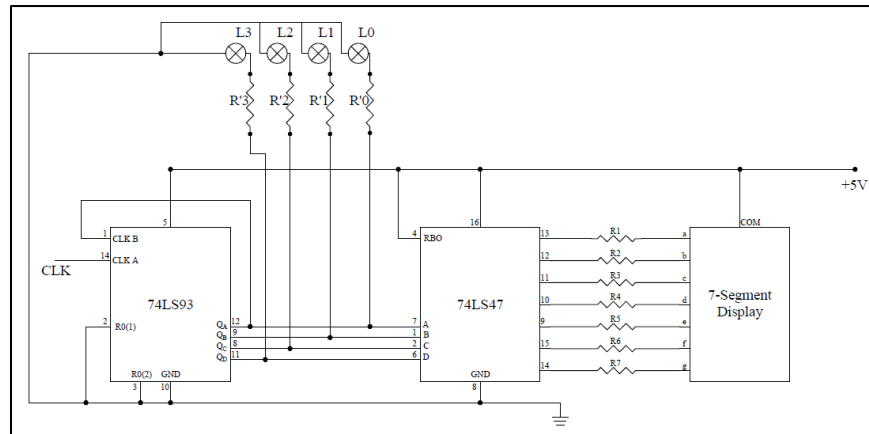 L3 L2 L1 L0
R'3 R'2 R'1 R'0
+5V
5 16 COM
1 CLK B
14 CLK A
CLK
4 RBO
13 R1 a
12 R2 b
11 R3 c
10 R4 d
9 R5 e
15 R6 f
14 R7 g
74LS93
74LS47
7-Segment
Display
2 R0(1)
QA 12
QB 9
QC 8
QD 11
7 A
1 B
2 C
6 D
R0(2) GND
3 10
GND
8